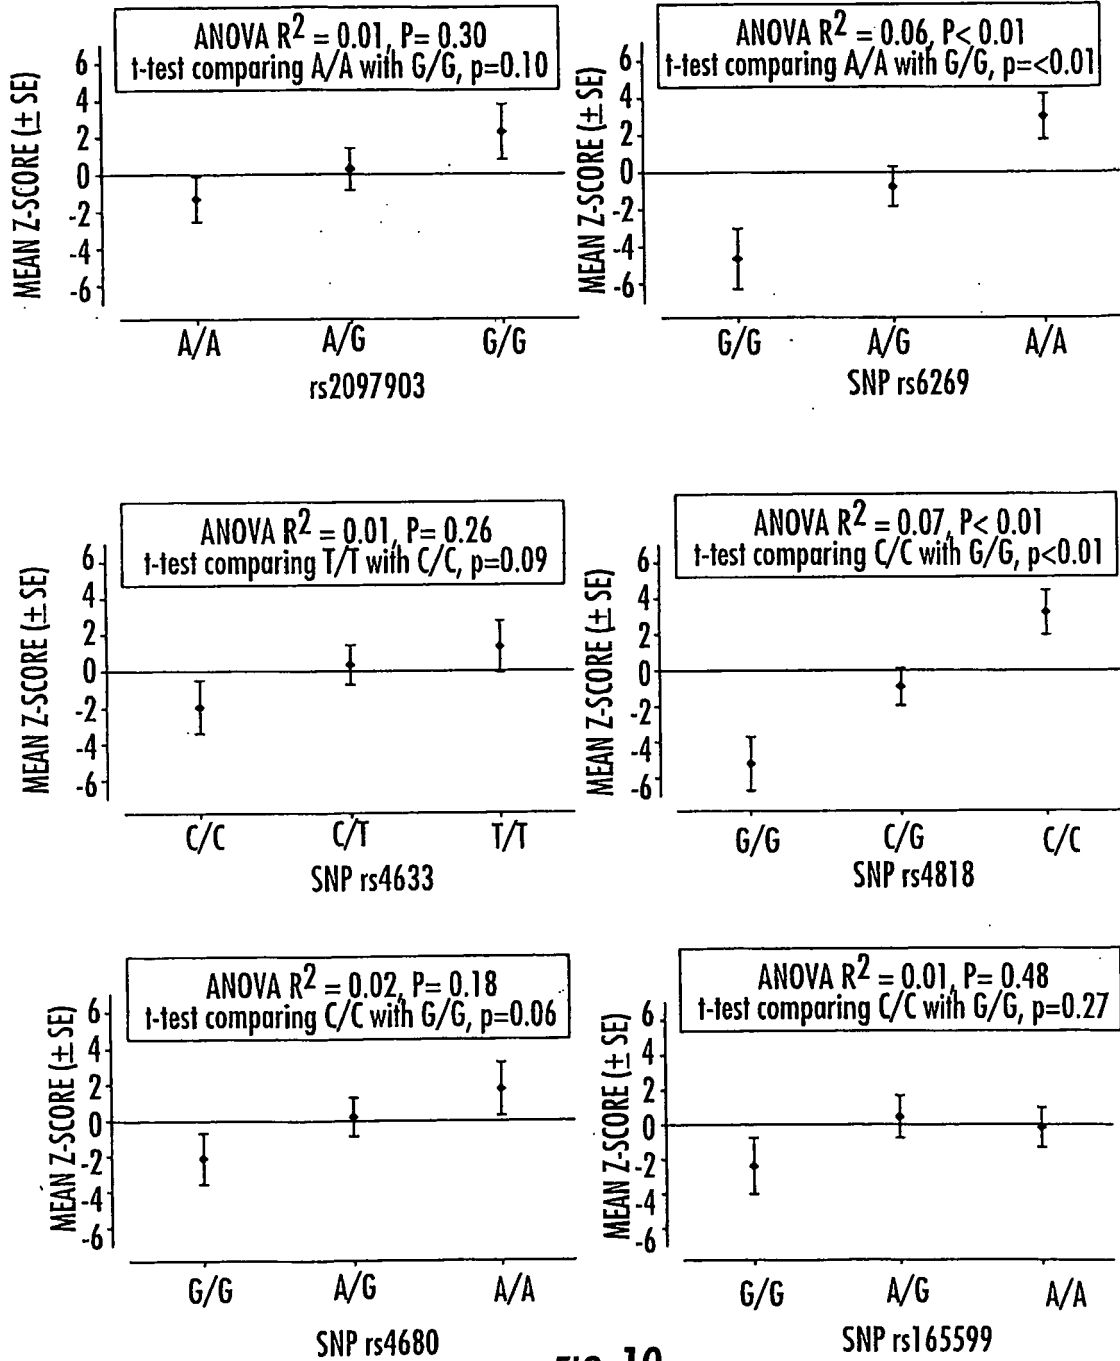 ANOVA R2 = 0.01, P= 0.30
t-test comparing A/A with G/G, p=0.10
MEAN Z-SCORE (± SE)
6
4
2
0
-2
-4
-6
A/A A/G G/G
rs2097903
ANOVA R2 = 0.06, P< 0.01
t-test comparing A/A with G/G, p=<0.01
MEAN Z-SCORE (± SE)
6
4
2
0
-2
-4
-6
G/G A/G A/A
SNP rs6269
ANOVA R2 = 0.01, P= 0.26
t-test comparing T/T with C/C, p=0.09
MEAN Z-SCORE (± SE)
6
4
2
0
-2
-4
-6
C/C C/T T/T
SNP rs4633
ANOVA R2 = 0.07, P< 0.01
t-test comparing C/C with G/G, p<0.01
MEAN Z-SCORE (± SE)
6
4
2
0
-2
-4
-6
G/G C/G C/C
SNP rs4818
ANOVA R2 = 0.02, P= 0.18
t-test comparing C/C with G/G, p=0.06
MEAN Z-SCORE (± SE)
6
4
2
0
-2
-4
-6
G/G A/G A/A
SNP rs4680
ANOVA R2 = 0.01, P= 0.48
t-test comparing C/C with G/G, p=0.27
MEAN Z-SCORE (± SE)
6
4
2
0
-2
-4
-6
G/G A/G A/A
SNP rs165599
FIG. 10